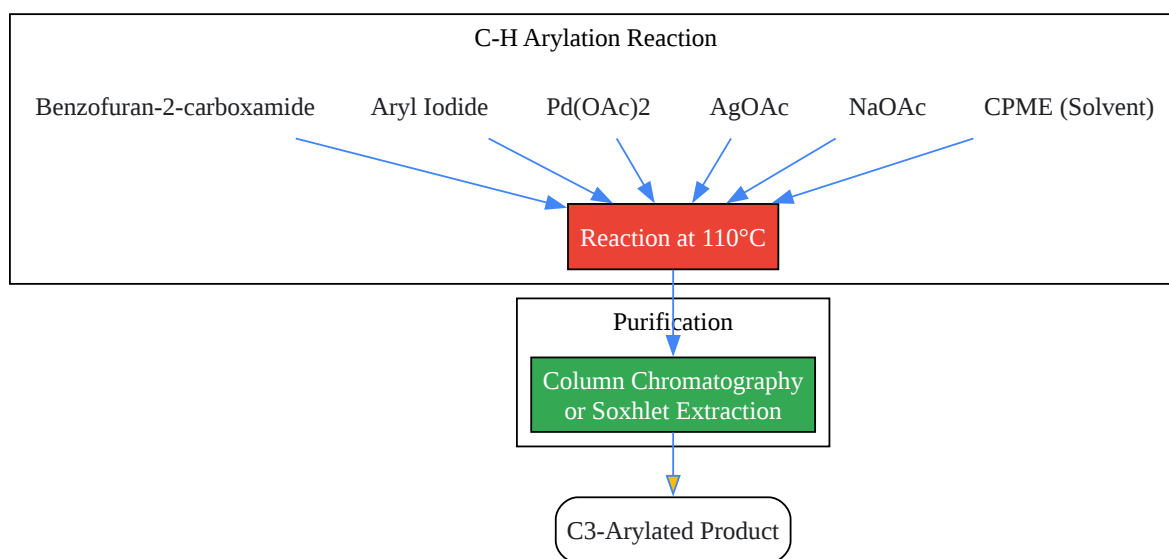 C-H Arylation Reaction
Benzofuran-2-carboxamide Aryl Iodide Pd(OAc)2 AgOAc NaOAc CPME (Solvent)
Reaction at 110°C
Purification
Column Chromatography
or Soxhlet Extraction
C3-Arylated Product